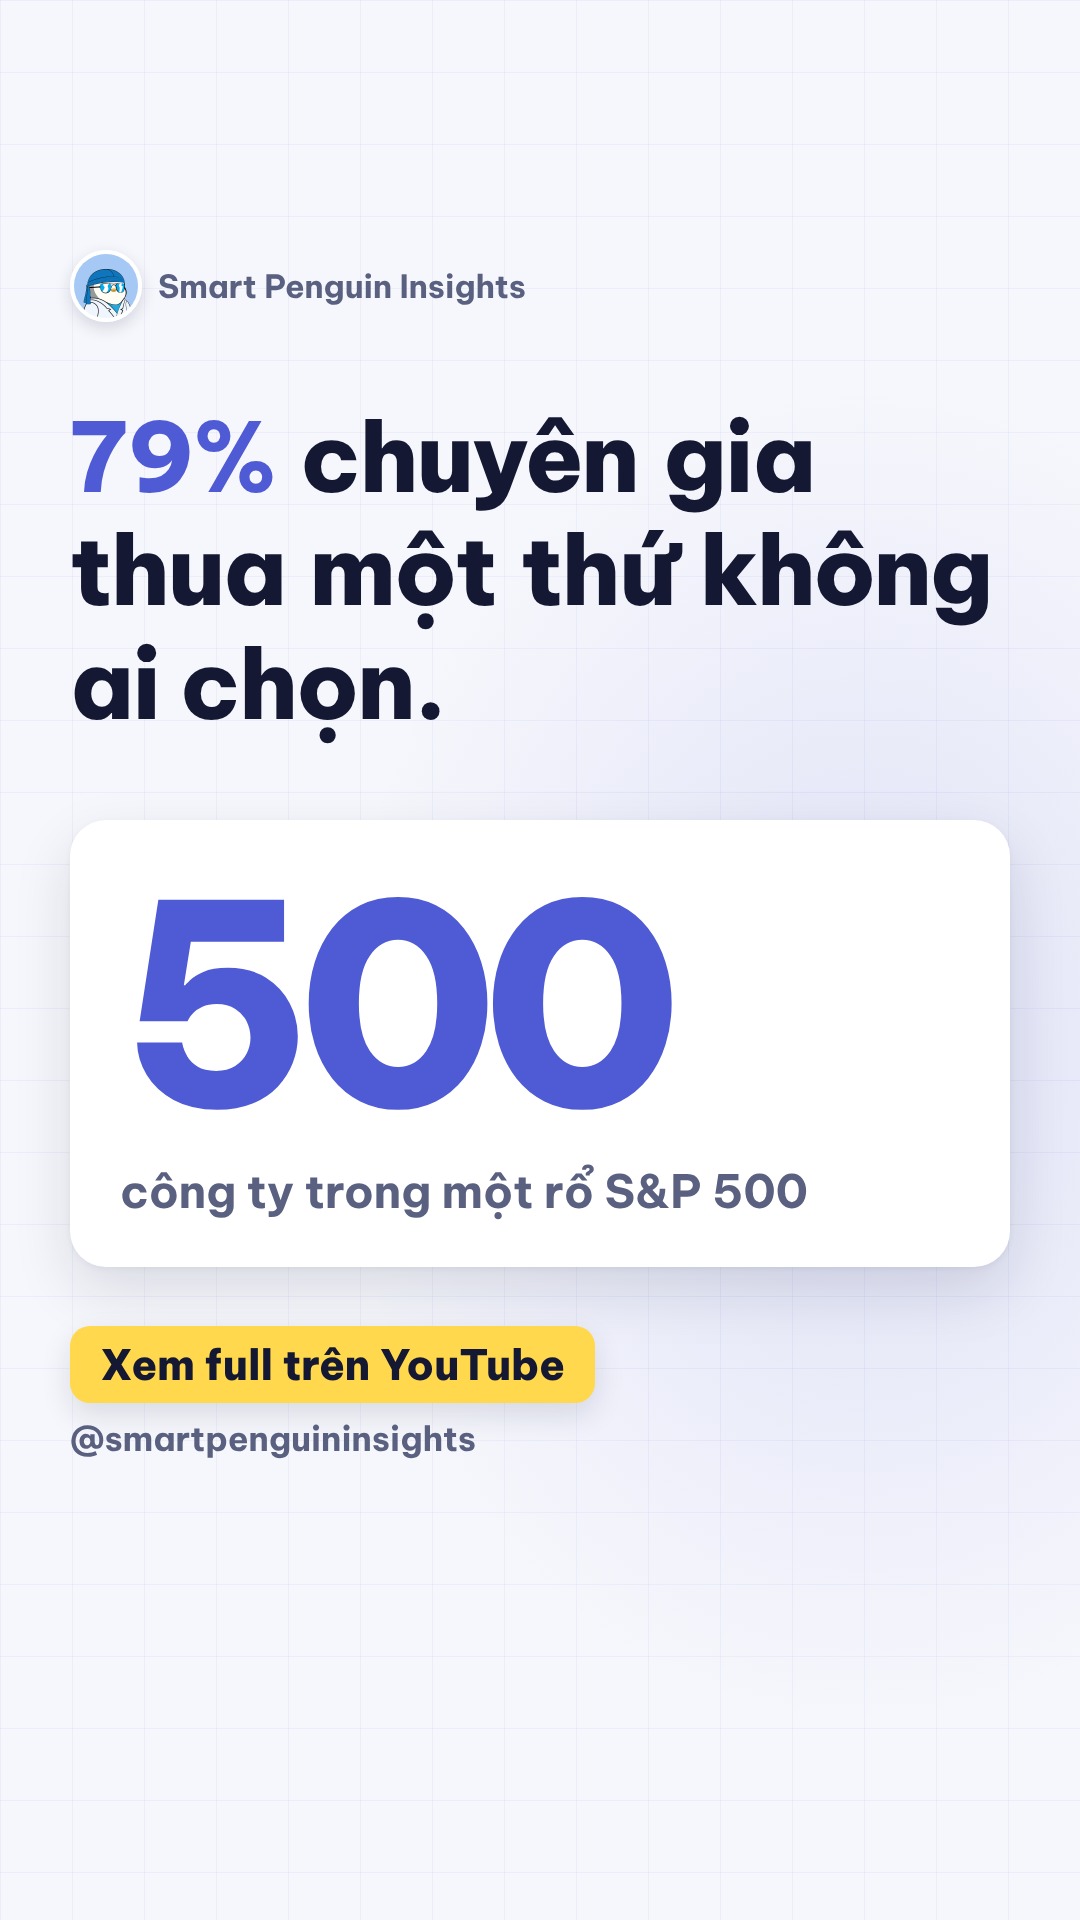 Smart Penguin Insights
79% chuyên gia
thua một thứ không
ai chọn.
500
công ty trong một rổ S&P 500
Xem full trên YouTube
@smartpenguininsights